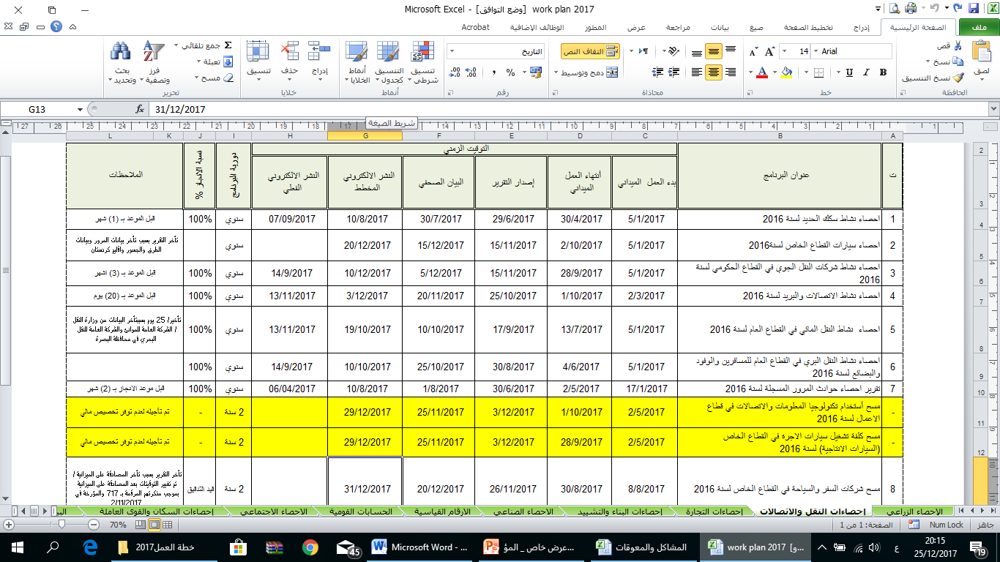 work plan 2017 [وضع التوافق] - Microsoft Excel
ملف الصفحة الرئيسية إدراج تخطيط الصفحة صيغ بيانات مراجعة عرض المطور الوظائف الإضافية Acrobat
لصق
قص
نسخ
نسخ التنسيق
الحافظة
Arial 14
خط
التفاف النص
دمج وتوسيط
محاذاة
التاريخ
رقم
تنسيق شرطي
التنسيق كجدول
أنماط الخلايا
أنماط
إدراج
حذف
تنسيق
خلايا
جمع تلقائي
تعبئة
مسح
فرز وتصفية
بحث وتحديد
تحرير
G13 fx 31/12/2017
شريط الصيغة
A B C D E F G H I J K L
ت عنوان البرنامج التوقيت الزمني دورية البرنامج نسبة الانجاز % الملاحظات
بدء العمل الميداني أنتهاء العمل الميداني إصدار التقرير البيان الصحفي النشر الالكتروني المخطط النشر الالكتروني الفعلي
1 احصاء نشاط سكك الحديد لسنة 2016 5/1/2017 30/4/2017 29/6/2017 30/7/2017 10/8/2017 07/09/2017 سنوي 100% قبل الموعد بـ (1) شهر
2 احصاء سيارات القطاع الخاص لسنة2016 5/1/2017 2/10/2017 15/11/2017 15/12/2017 20/12/2017 سنوي تأخر التقرير بسبب تأخر بيانات المرور وبيانات
الطرق والجسور واقليم كردستان
3 احصاء نشاط شركات النقل الجوي في القطاع الحكومي لسنة
2016 5/1/2017 28/9/2017 15/11/2017 5/12/2017 10/12/2017 14/9/2017 سنوي 100% قبل الموعد بـ (3) اشهر
4 احصاء نشاط الاتصالات والبريد لسنة 2016 2/3/2017 1/10/2017 25/10/2017 20/11/2017 3/12/2017 13/11/2017 سنوي 100% قبل الموعد بـ (20) يوم
5 احصاء نشاط النقل المائي في القطاع العام لسنة 2016 5/1/2017 13/7/2017 17/9/2017 10/10/2017 19/10/2017 13/11/2017 سنوي 100% تأخير/ 25 يوم بسببتأخر البيانات من وزارة النقل
/ الشركة العامة للموانئ والشركة العامة للنقل
البحري في محافظة البصرة
6 احصاء نشاط النقل البري في القطاع العام للمسافرين والوفود
والبضائع لسنة 2016 5/1/2017 4/6/2017 30/8/2017 25/10/2017 10/10/2017 14/9/2017 سنوي 100%
7 تقرير احصاء حوادث المرور المسجلة لسنة 2016 17/1/2017 2/5/2017 30/6/2017 1/8/2017 10/8/2017 06/04/2017 سنوي 100% قبل موعد الانجاز بـ (2) شهر
- مسح أستخدام تكنولوجيا المعلومات والاتصالات في قطاع
الاعمال لسنة 2016 2/5/2017 1/10/2017 3/12/2017 25/11/2017 29/12/2017 2 سنة - تم تأجيله لعدم توفر تخصيص مالي
- مسح كلفة تشغيل سيارات الاجرة في القطاع الخاص
(السيارات الانتاجية) لسنة 2016 2/5/2017 28/9/2017 3/12/2017 25/11/2017 29/12/2017 2 سنة - تم تأجيله لعدم توفر تخصيص مالي
8 مسح شركات السفر والسياحة في القطاع الخاص لسنة 2016 8/8/2017 30/8/2017 26/11/2017 20/12/2017 31/12/2017 2 سنة قيد التدقيق تأخر التقرير بسبب تأخر المصادقة على الميزانية /
تم تغيير التوقيتات بعد المصادقة على الميزانية
بموجب مذكرتهم المرقمة بـ 717 والمؤرخة في
2/11/2017
الإحصاء الزراعي إحصاءات النقل والاتصالات إحصاءات التجارة إحصاءات البناء والتشييد الاحصاء الصناعي الأرقام القياسية الحسابات القومية الاحصاء الاجتماعي إحصاءات السكان والقوى العاملة
جاهز Num Lock الصفحة: 1 من 1 70%
خطة العمل2017
45
Microsoft Word - ...
عرض خاص _ المؤ...
المشاكل والمعوقات
work plan 2017 [و...
ع
20:15
25/12/2017
19